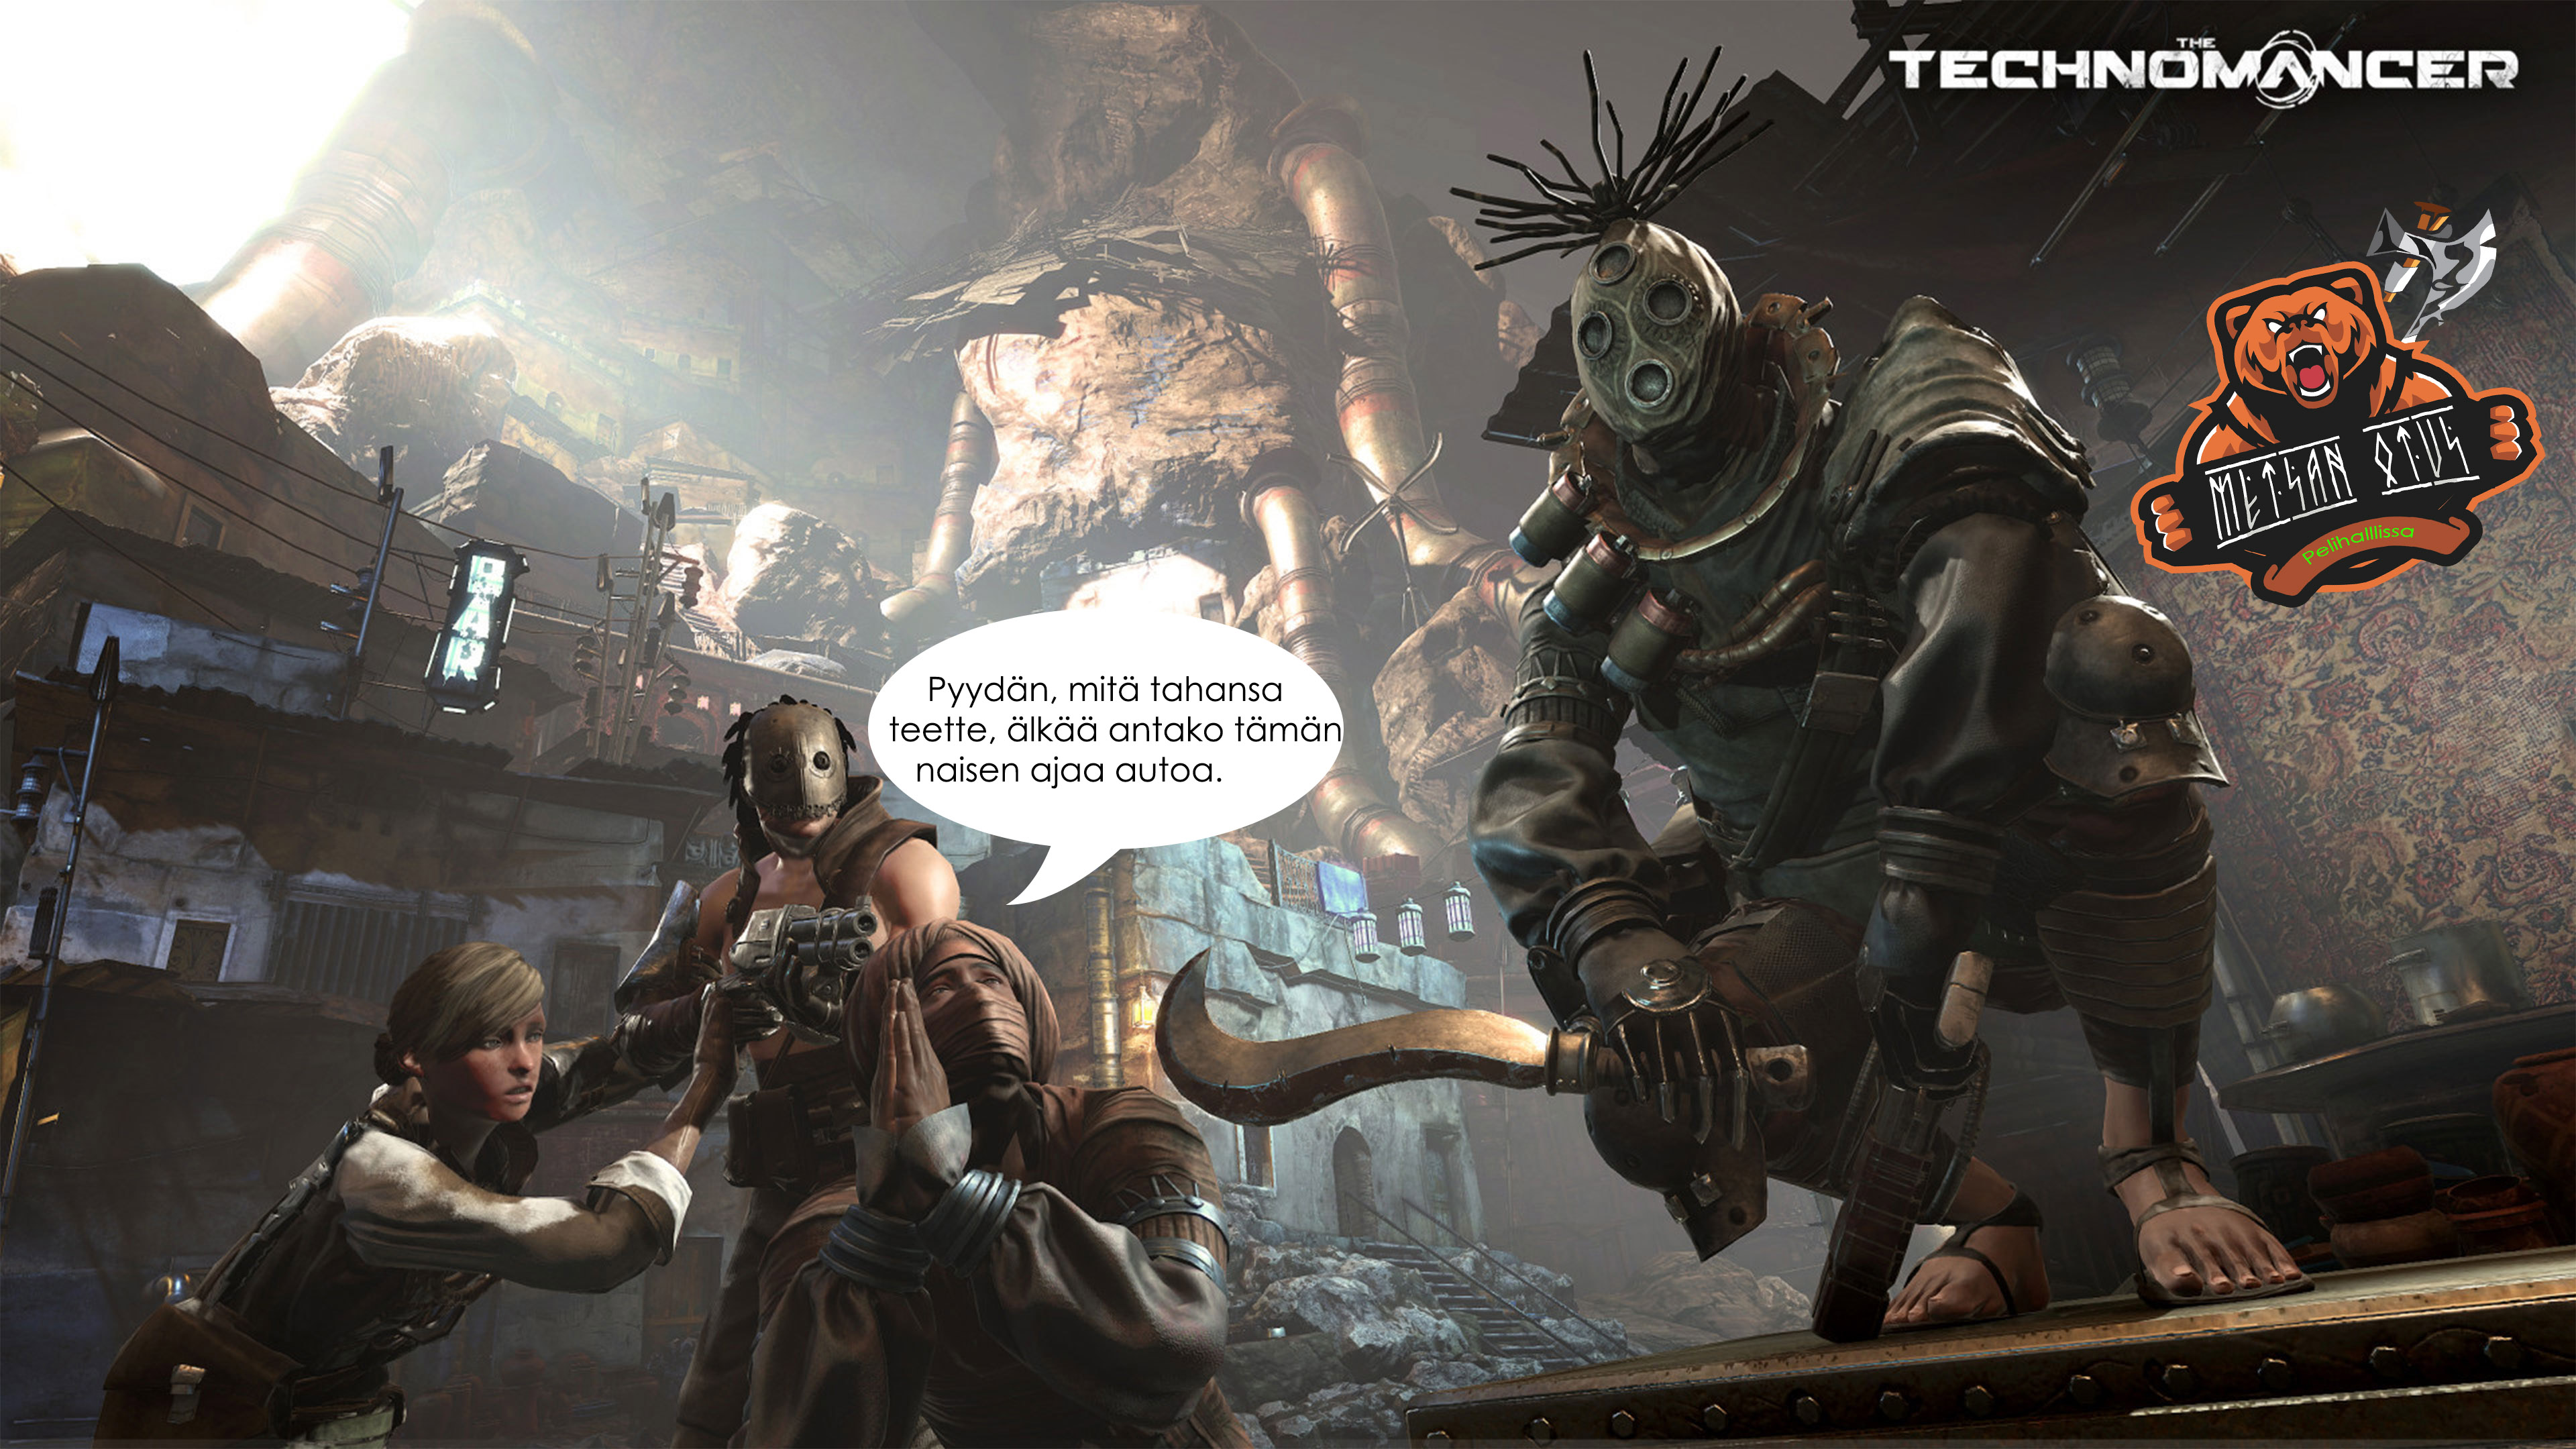 THE
TECHNOMANCER
METSÄN OTUS
Pelihalllissa
BAR
Pyydän, mitä tahansa
teette, älkää antako tämän
naisen ajaa autoa.